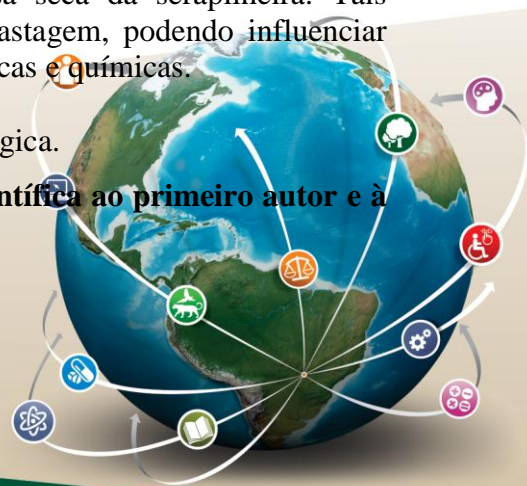 seca da serapilheira. Tais
astagem, podendo influenciar
cas e químicas.
gica.
ntífica ao primeiro autor e à